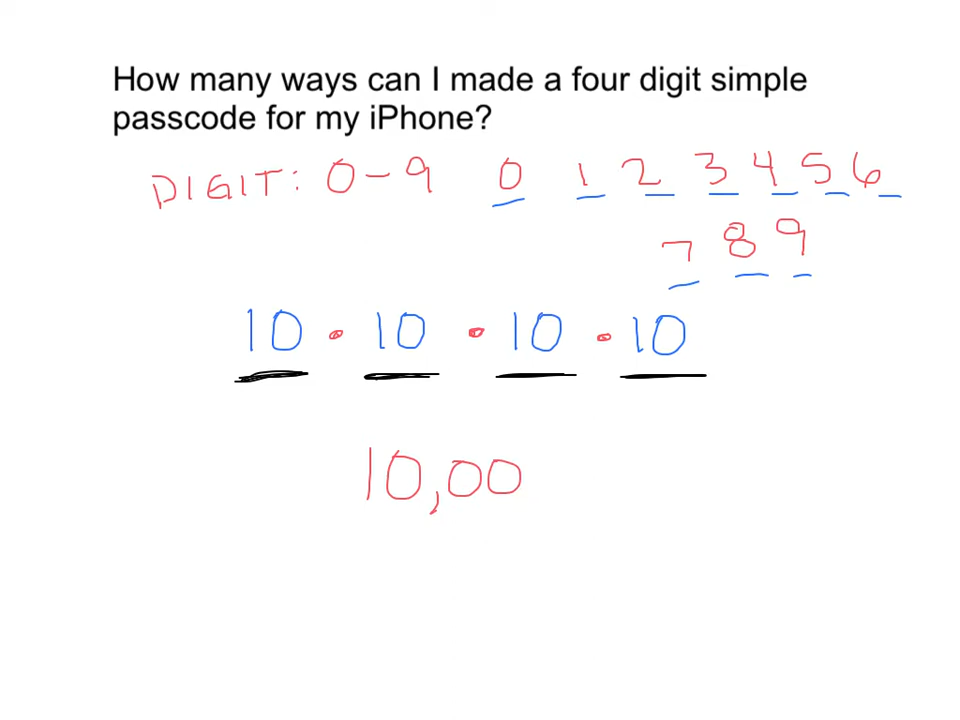 How many ways can I made a four digit simple
passcode for my iPhone?
DIGIT: 0-9 0 1 2 3 4 5 6
7 8 9
10 · 10 · 10 · 10
10,00